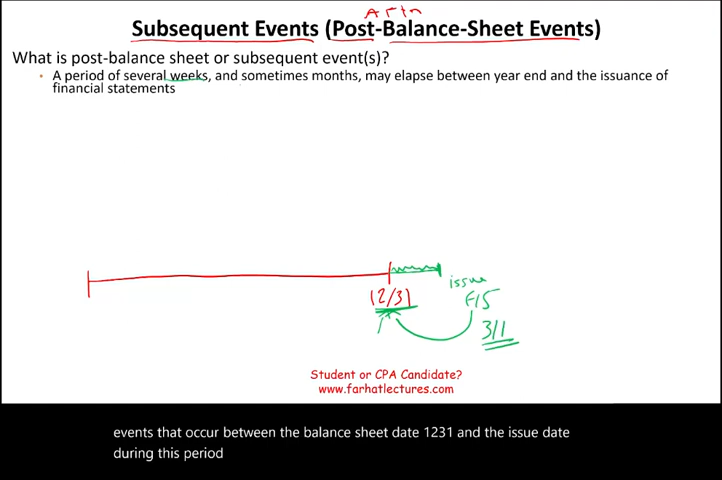 After
Subsequent Events (Post-Balance-Sheet Events)
What is post-balance sheet or subsequent event(s)?
• A period of several weeks, and sometimes months, may elapse between year end and the issuance of
financial statements
issue
12/31
F15
3/1
Student or CPA Candidate?
www.farhatlectures.com
events that occur between the balance sheet date 1231 and the issue date
during this period